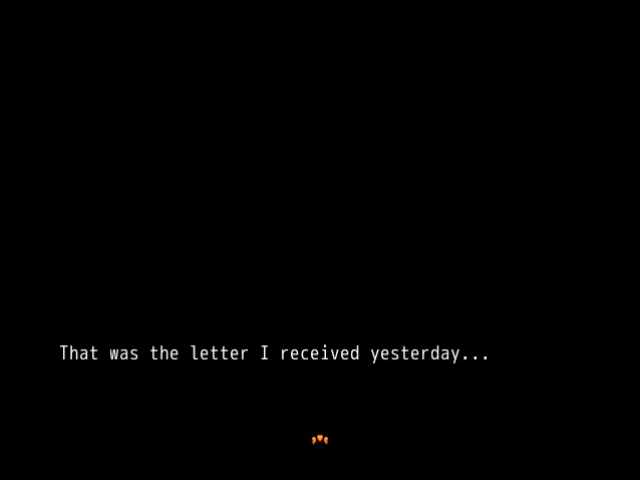 That was the letter I received yesterday...